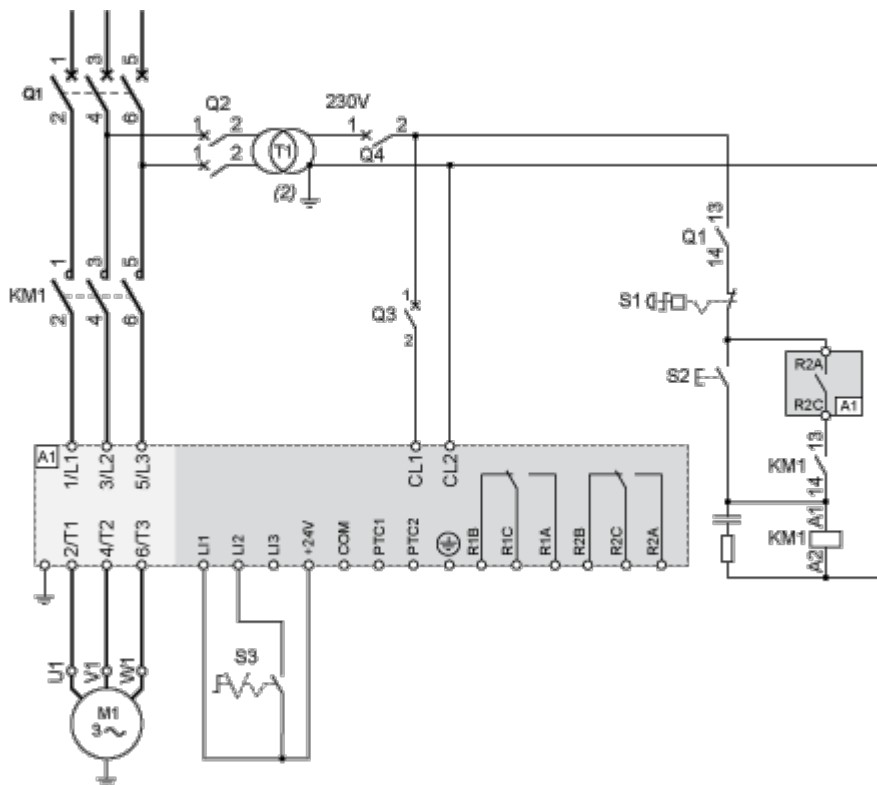 1 3 5
Q1
2 4 6
Q2
1 2
1 2
T1
(2)
230V
1 2
Q4
13
Q1
14
1 3 5
KM1
2 4 6
1
Q3
2
S1
S2
R2A
R2C
A1
13
KM1
14
A1
KM1
A2
A1
1/L1
3/L2
5/L3
CL1
CL2
2/T1
4/T2
6/T3
LI1
LI2
LI3
+24V
COM
PTC1
PTC2
R1B
R1C
R1A
R2B
R2C
R2A
S3
U1
V1
W1
M1
3~